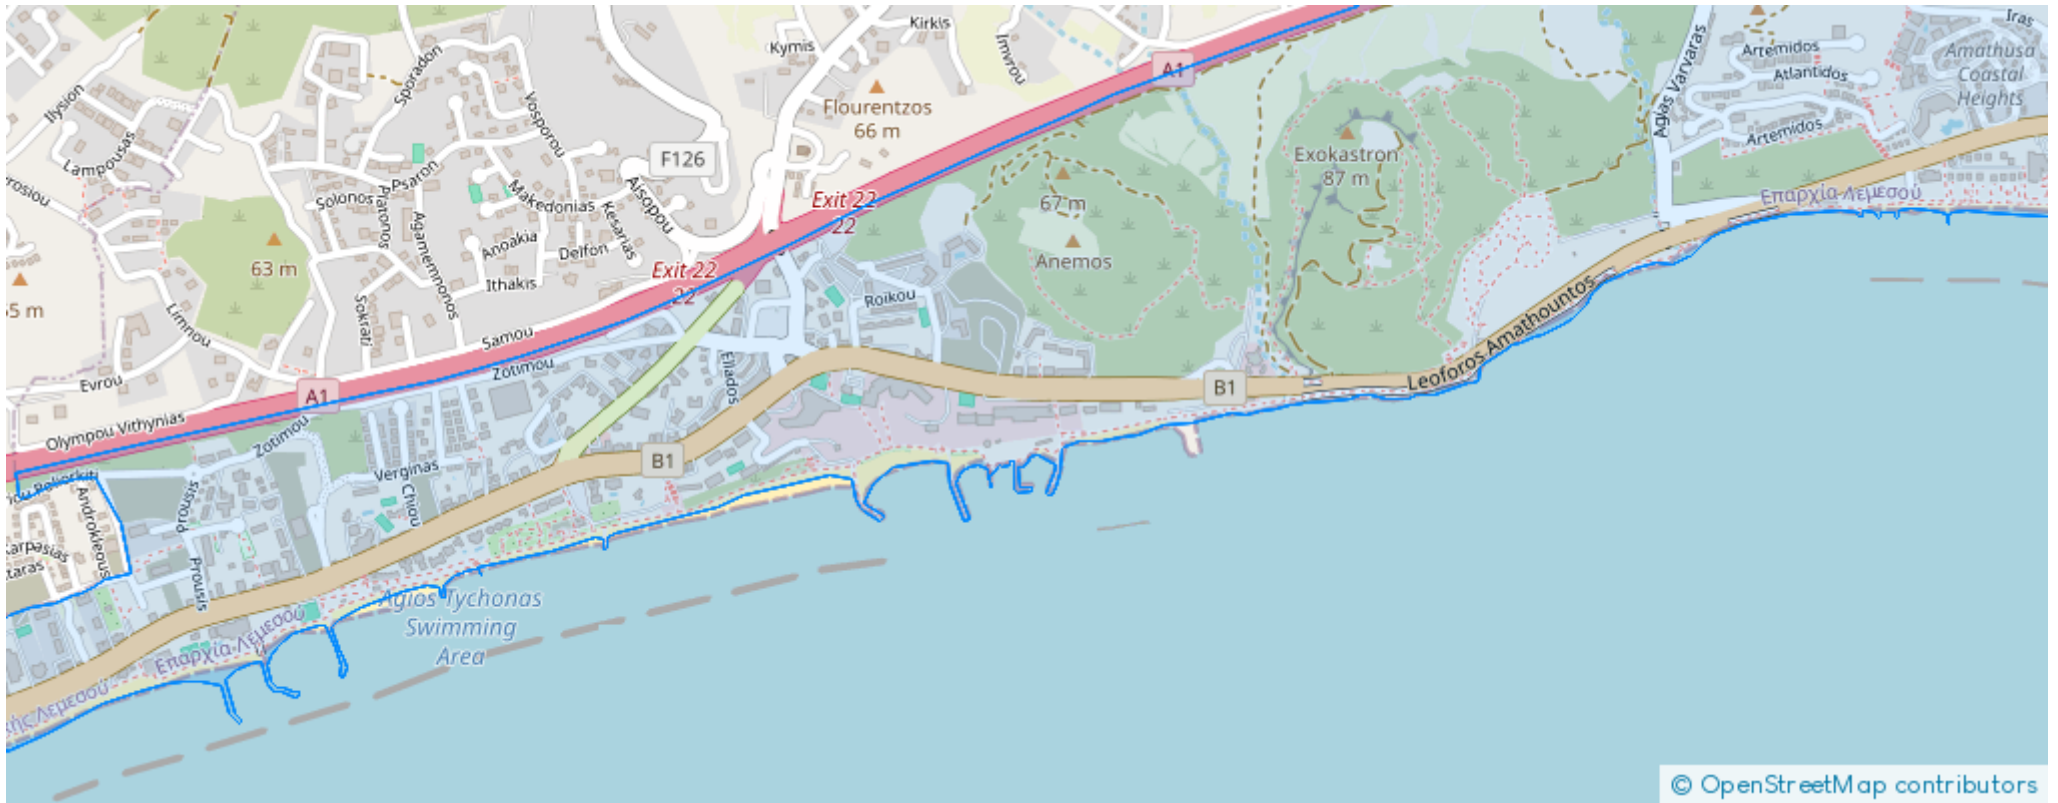 Kirkis
Iras
Kymis
Imvrou
Artemidos
Amathusa
Coastal
Heights
Sporadon
A1
Atlantidos
Ilysion
Vosporou
Flourentzos
66 m
Agias Varvaras
Artemidos
Lampousas
F126
Exokastron
87 m
Psaron
Solonos
Platonos
Makedonias
Aisopou
Exit 22
22
67 m
Επαρχία Λεμεσού
Agamemnonos
Kesarias
Anoakia
Delfon
63 m
Exit 22
22
Anemos
Ithakis
Roikou
Sokrati
Limnou
Samou
Leoforos Amathountos
Zotimou
Eliados
Evrou
A1
B1
Olympou Vithynias
Zotimou
B1
Verginas
Chiou
Androkleous
Prousis
Karpasias
Prousis
Agios Tychonas
Swimming
Area
Επαρχία Λεμεσού
© OpenStreetMap contributors